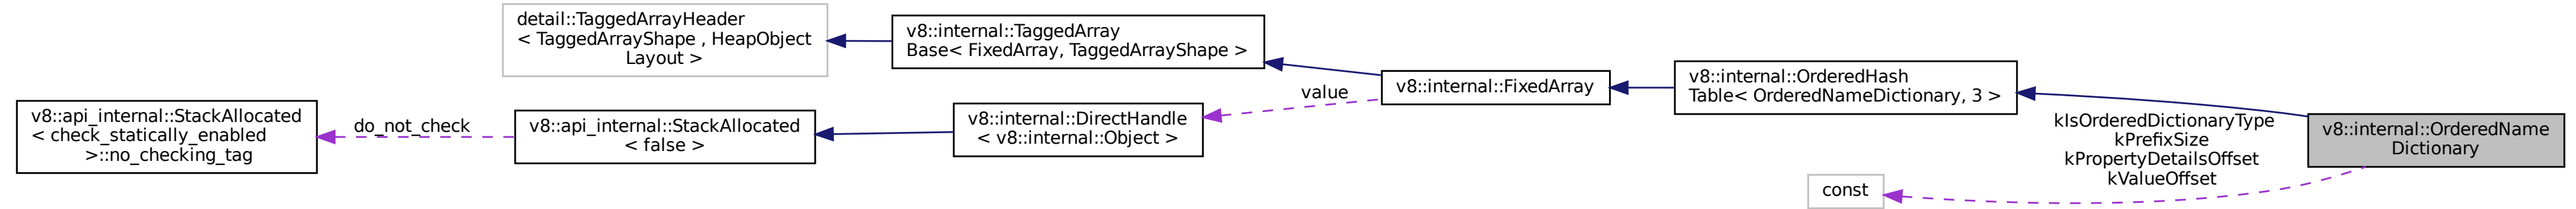 detail::TaggedArrayHeader
< TaggedArrayShape , HeapObject
Layout >
v8::internal::TaggedArray
Base< FixedArray, TaggedArrayShape >
v8::internal::FixedArray
v8::internal::OrderedHash
Table< OrderedNameDictionary, 3 >
v8::internal::OrderedName
Dictionary
value
v8::internal::DirectHandle
< v8::internal::Object >
v8::api_internal::StackAllocated
< false >
do_not_check
v8::api_internal::StackAllocated
< check_statically_enabled
>::no_checking_tag
kIsOrderedDictionaryType
kPrefixSize
kPropertyDetailsOffset
kValueOffset
const